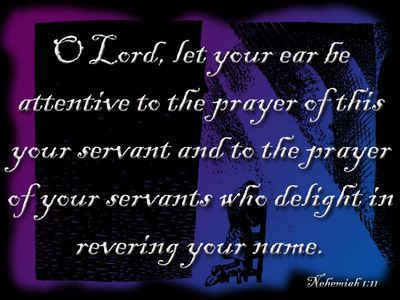 O Lord, let your ear be
attentive to the prayer of this
your servant and to the prayer
of your servants who delight in
revering your name.
Nehemiah 1:11